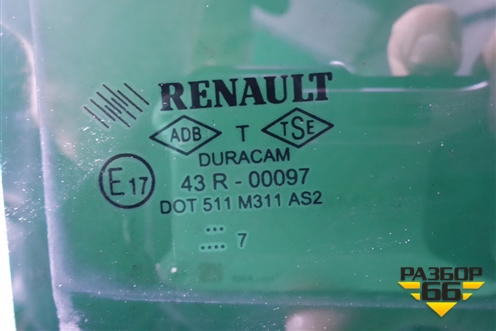 RENAULT
ADB T TSE
DURACAM
E17 43 R - 00097
DOT 511 M311 AS2
... 
.... 7
РАЗБОР
66